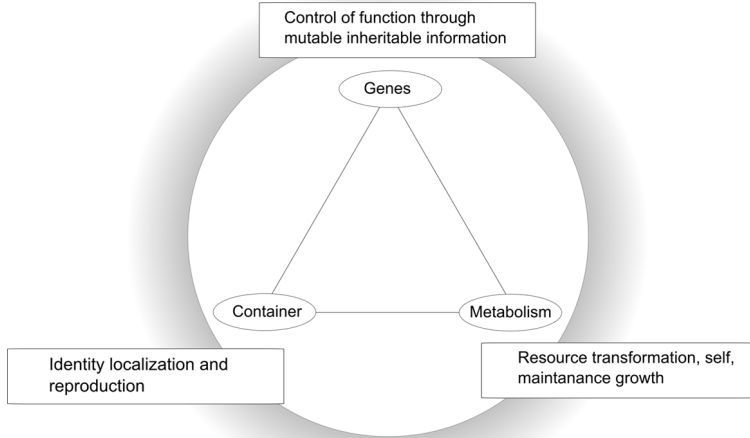 Control of function through
mutable inheritable information
Genes
Container
Metabolism
Identity localization and
reproduction
Resource transformation, self,
maintanance growth